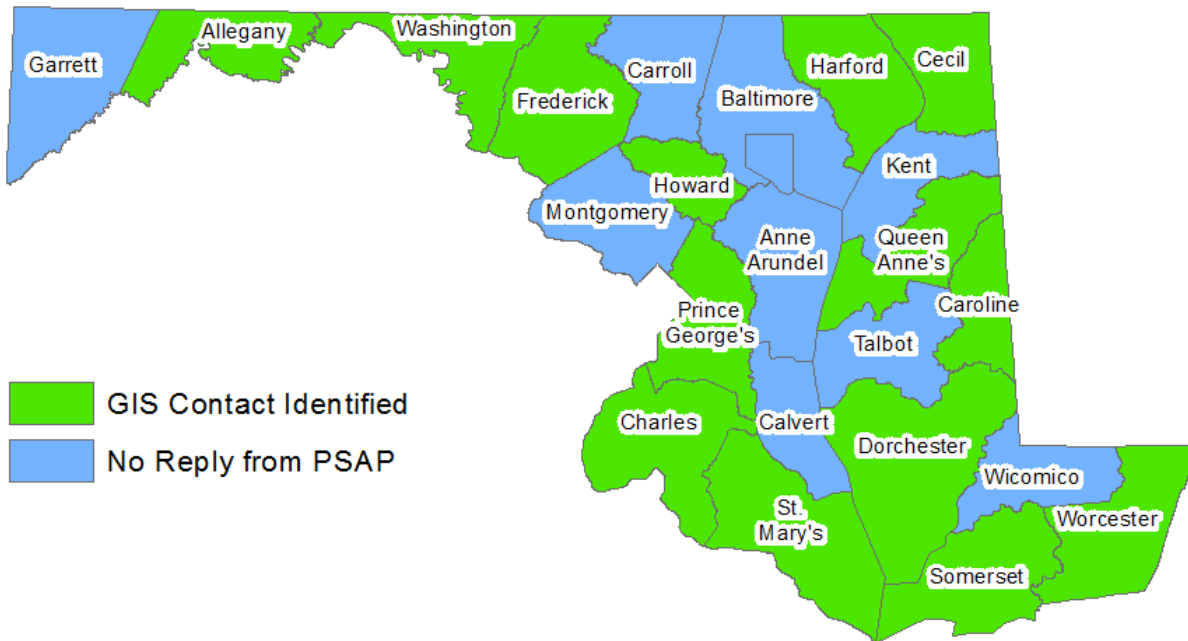 Allegany
Washington
Garrett
Carroll
Harford
Cecil
Frederick
Baltimore
Kent
Howard
Montgomery
Anne
Arundel
Queen
Anne's
Caroline
Prince
George's
Talbot
GIS Contact Identified
No Reply from PSAP
Charles
Calvert
Dorchester
Wicomico
St.
Mary's
Worcester
Somerset